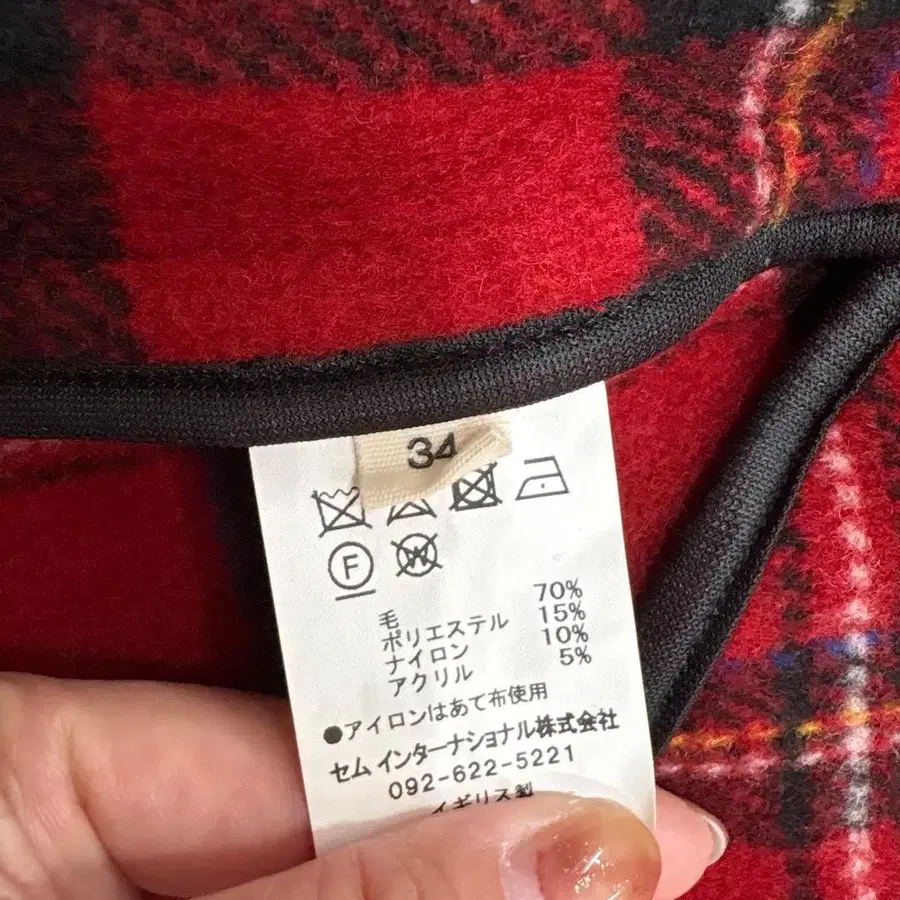 34
F
W
毛 70%
ポリエステル 15%
ナイロン 10%
アクリル 5%
●アイロンはあて布使用
セム インターナショナル株式会社
092-622-5221
イギリス製